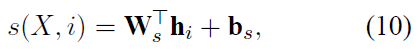 s(X, i) = W_s^⊤ h_i + b_s, (10)